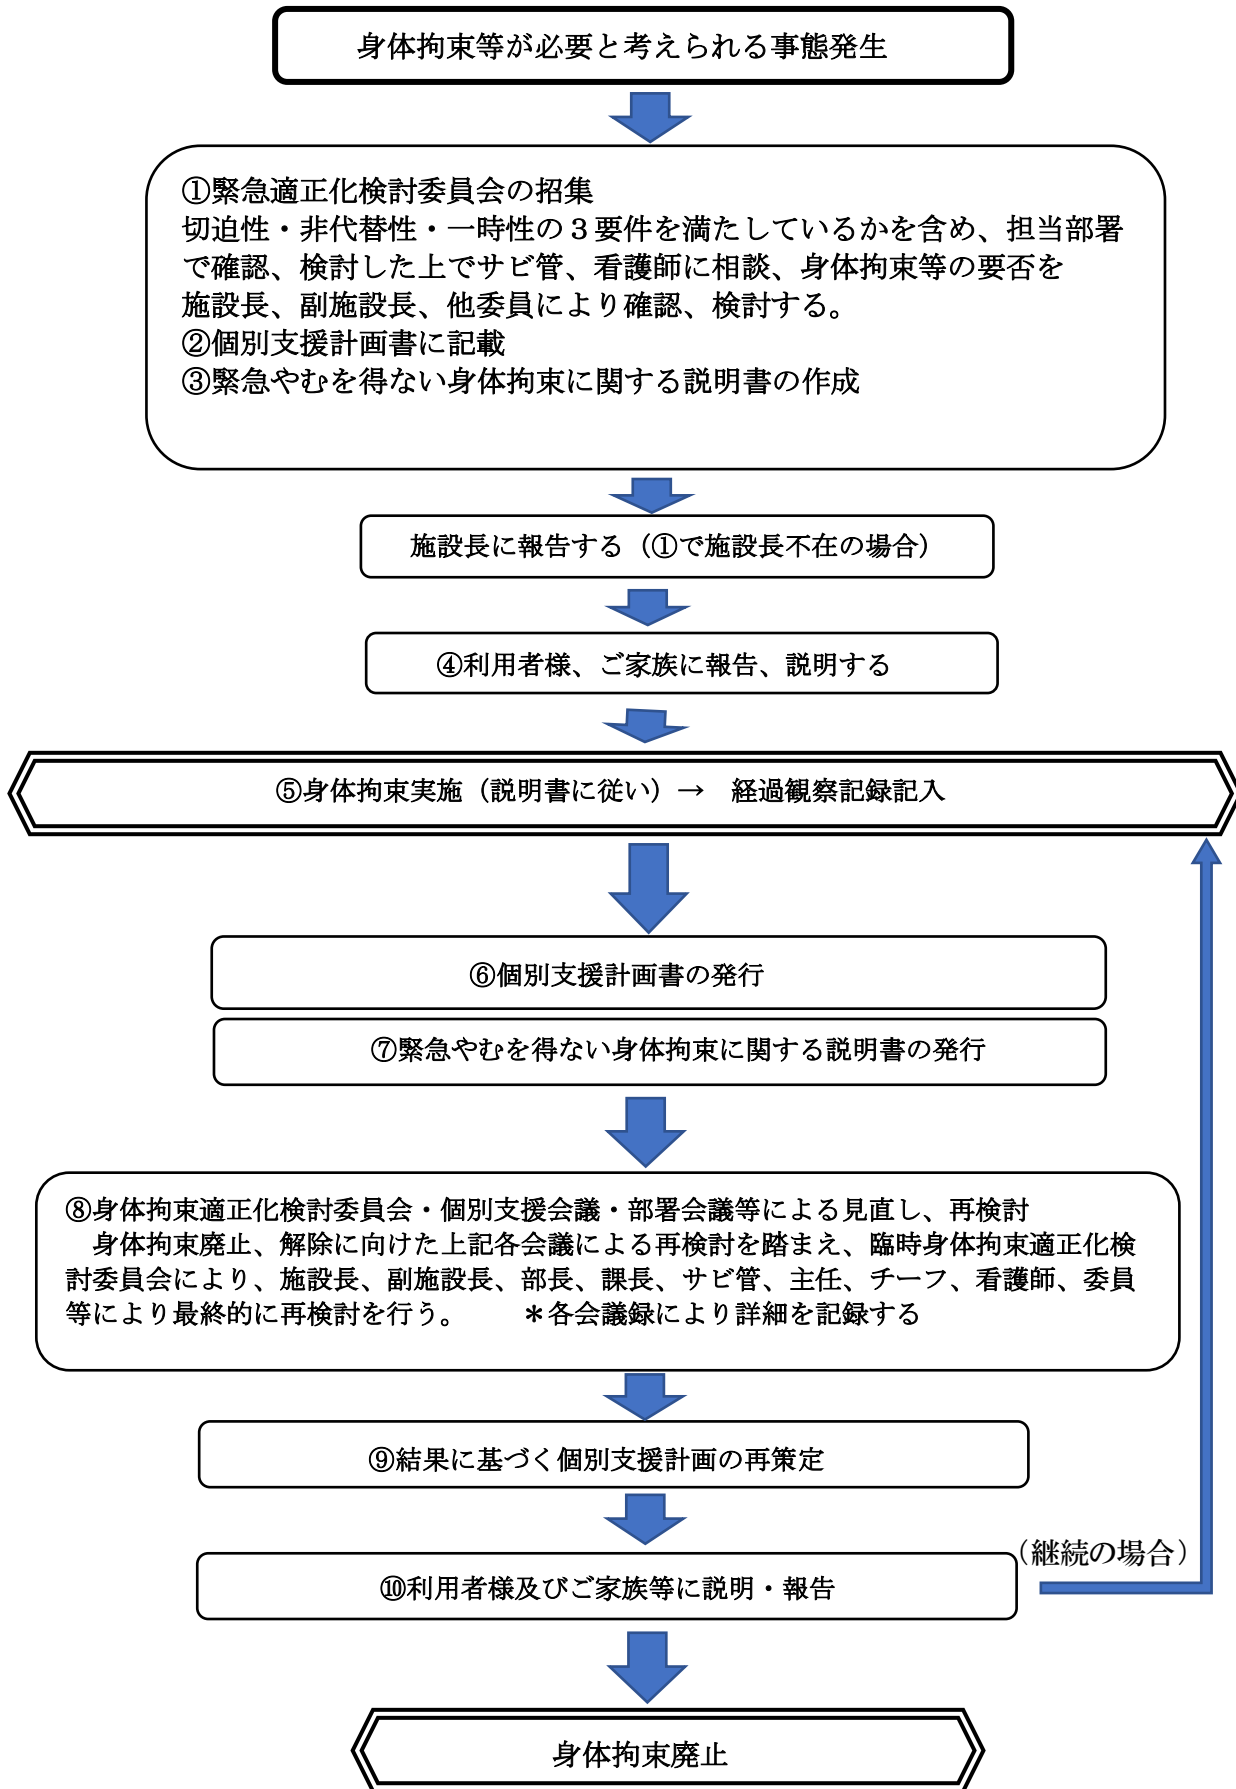 身体拘束等が必要と考えられる事態発生
①緊急適正化検討委員会の招集
切迫性・非代替性・一時性の３要件を満たしているかを含め、担当部署
で確認、検討した上でサビ管、看護師に相談、身体拘束等の要否を
施設長、副施設長、他委員により確認、検討する。
②個別支援計画書に記載
③緊急やむを得ない身体拘束に関する説明書の作成
施設長に報告する（①で施設長不在の場合）
④利用者様、ご家族に報告、説明する
⑤身体拘束実施（説明書に従い）→　経過観察記録記入
⑥個別支援計画書の発行
⑦緊急やむを得ない身体拘束に関する説明書の発行
⑧身体拘束適正化検討委員会・個別支援会議・部署会議等による見直し、再検討
　身体拘束廃止、解除に向けた上記各会議による再検討を踏まえ、臨時身体拘束適正化検
討委員会により、施設長、副施設長、部長、課長、サビ管、主任、チーフ、看護師、委員
等により最終的に再検討を行う。　　＊各会議録により詳細を記録する
⑨結果に基づく個別支援計画の再策定
（継続の場合）
⑩利用者様及びご家族等に説明・報告
身体拘束廃止